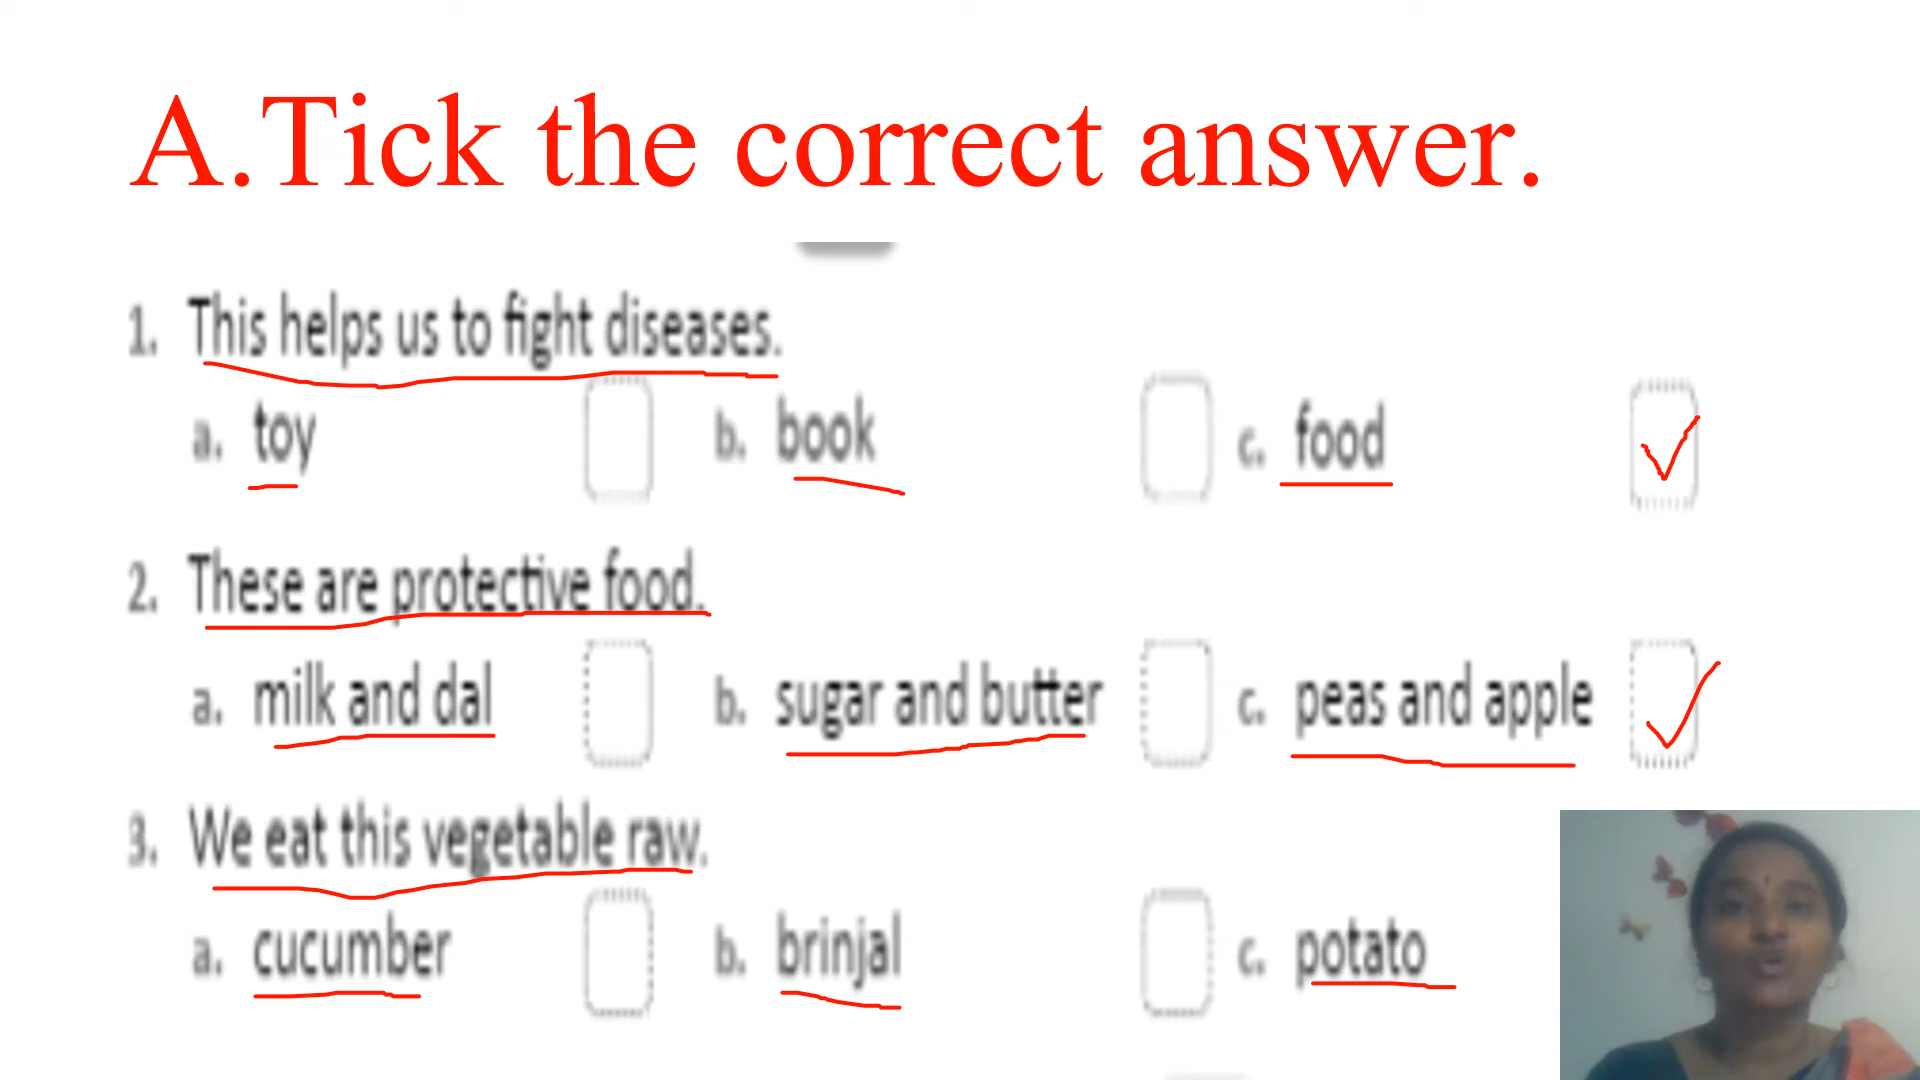 A.Tick the correct answer.
1. This helps us to fight diseases.
a. toy b. book c. food
2. These are protective food.
a. milk and dal b. sugar and butter c. peas and apple
3. We eat this vegetable raw.
a. cucumber b. brinjal c. potato